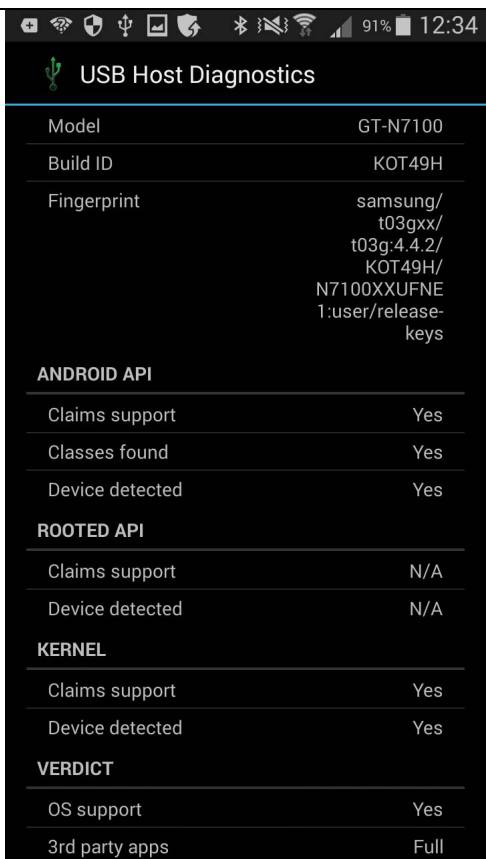 91% 12:34
USB Host Diagnostics
Model GT-N7100
Build ID KOT49H
Fingerprint samsung/
t03gxx/
t03g:4.4.2/
KOT49H/
N7100XXUFNE
1:user/release-
keys
ANDROID API
Claims support Yes
Classes found Yes
Device detected Yes
ROOTED API
Claims support N/A
Device detected N/A
KERNEL
Claims support Yes
Device detected Yes
VERDICT
OS support Yes
3rd party apps Full